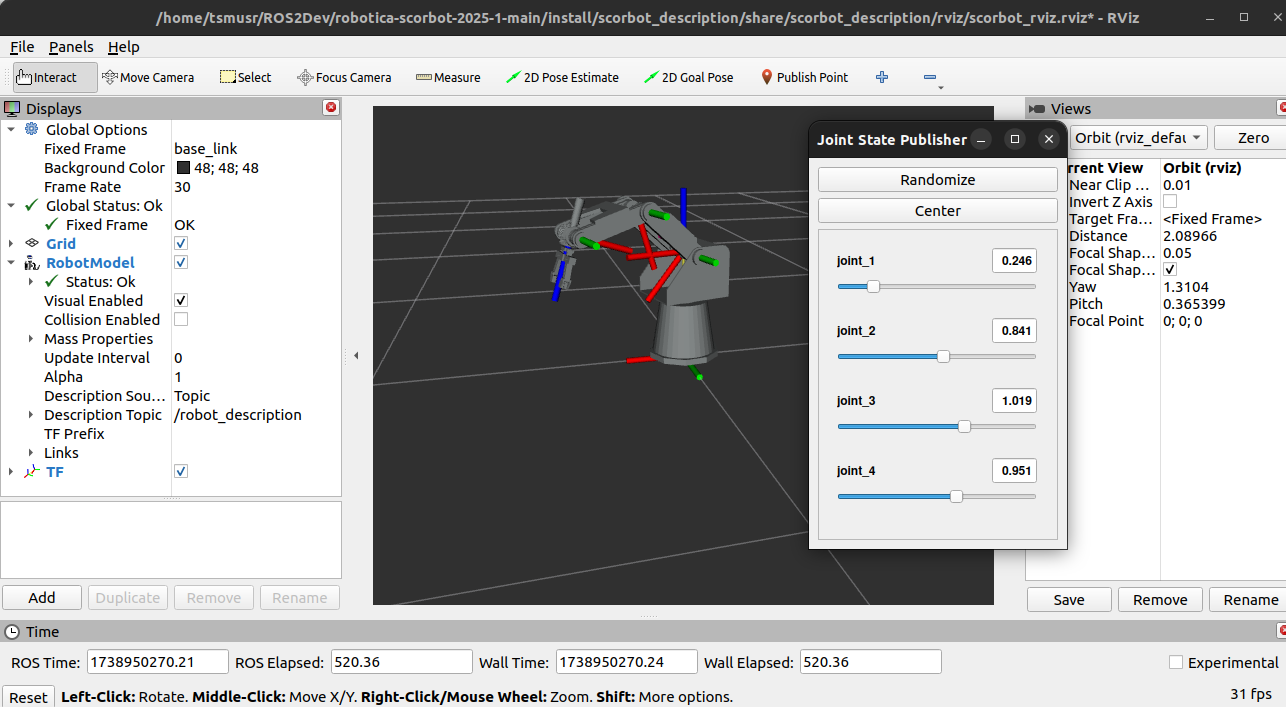 /home/tsmusr/ROS2Dev/robotica-scorbot-2025-1-main/install/scorbot_description/share/scorbot_description/rviz/scorbot_rviz.rviz* - RViz
File Panels Help
Interact Move Camera Select Focus Camera Measure 2D Pose Estimate 2D Goal Pose Publish Point
Displays
Global Options
Fixed Frame base_link
Background Color 48; 48; 48
Frame Rate 30
Global Status: Ok
Fixed Frame OK
Grid
RobotModel
Status: Ok
Visual Enabled
Collision Enabled
Mass Properties
Update Interval 0
Alpha 1
Description Sou... Topic
Description Topic /robot_description
TF Prefix
Links
TF
Add Duplicate Remove Rename
Joint State Publisher
Randomize
Center
joint_1 0.246
joint_2 0.841
joint_3 1.019
joint_4 0.951
Views
Orbit (rviz_defau Zero
rrent View Orbit (rviz)
Near Clip ... 0.01
Invert Z Axis
Target Fra... <Fixed Frame>
Distance 2.08966
Focal Shap... 0.05
Focal Shap...
Yaw 1.3104
Pitch 0.365399
Focal Point 0; 0; 0
Save Remove Rename
Time
ROS Time: 1738950270.21 ROS Elapsed: 520.36 Wall Time: 1738950270.24 Wall Elapsed: 520.36 Experimental
Reset Left-Click: Rotate. Middle-Click: Move X/Y. Right-Click/Mouse Wheel: Zoom. Shift: More options. 31 fps